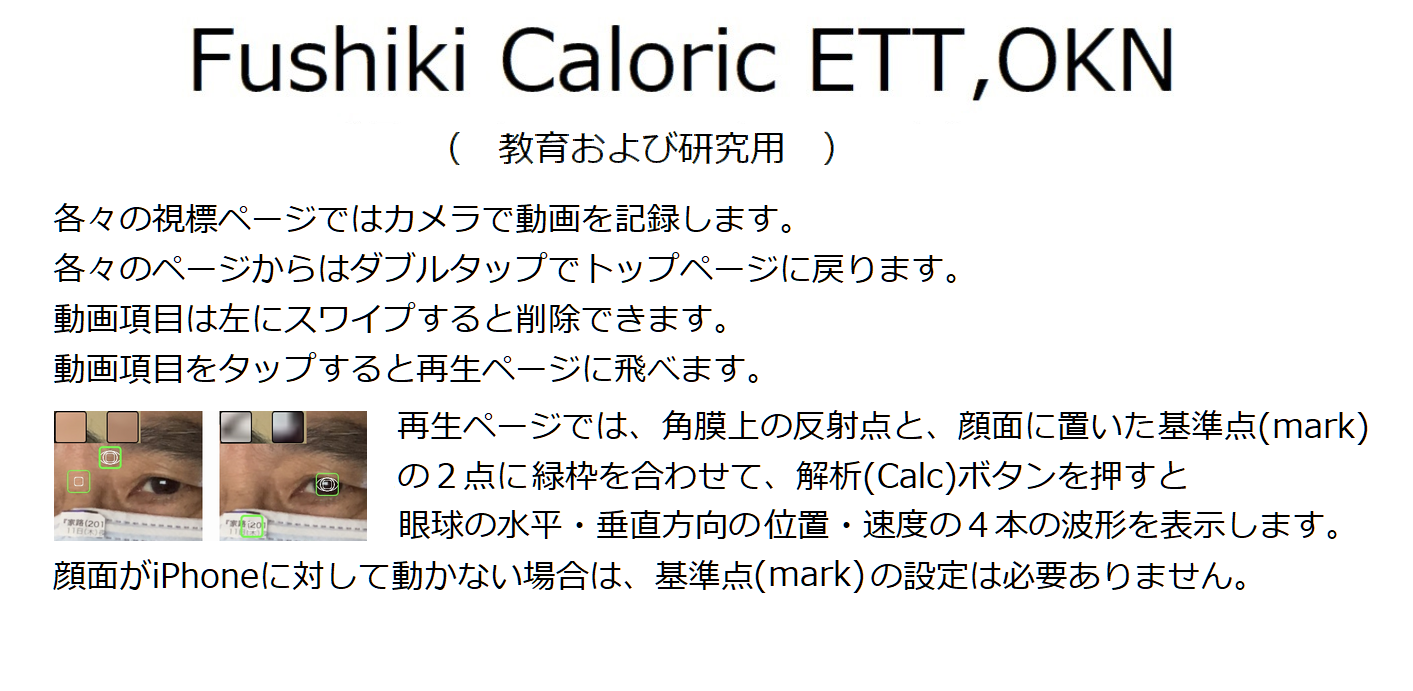 Fushiki Caloric ETT,OKN
（　教育および研究用　）
各々の視標ページではカメラで動画を記録します。
各々のページからはダブルタップでトップページに戻ります。
動画項目は左にスワイプすると削除できます。
動画項目をタップすると再生ページに飛べます。
再生ページでは、角膜上の反射点と、顔面に置いた基準点(mark)
の２点に緑枠を合わせて、解析(Calc)ボタンを押すと
眼球の水平・垂直方向の位置・速度の４本の波形を表示します。
顔面がiPhoneに対して動かない場合は、基準点(mark)の設定は必要ありません。